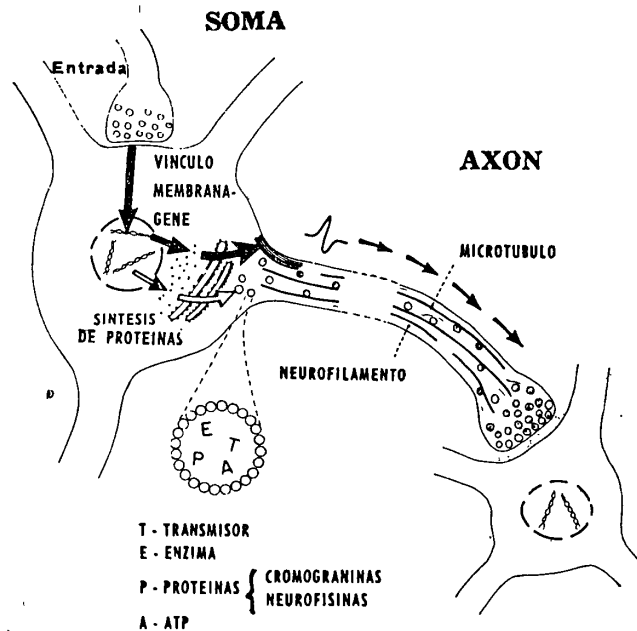 SOMA
Entrada
VINCULO
MEMBRANA-
GENE
AXON
MICROTUBULO
SINTESIS
DE PROTEINAS
NEUROFILAMENTO
E T
P A
T - TRANSMISOR
E - ENZIMA
P - PROTEINAS { CROMOGRANINAS
NEUROFISINAS
A - ATP